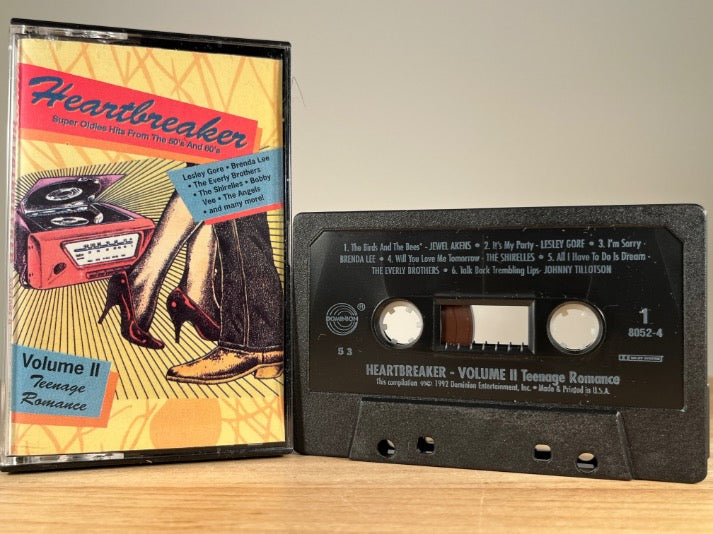 Heartbreaker
Super Oldies Hits From The 50's And 60's
Lesley Gore • Brenda Lee
• The Everly Brothers
• The Shirelles • Bobby
Vee • The Angels
• and many more!
Volume II
Teenage
Romance
1. The Birds And The Bees* - JEWEL AKENS • 2. It's My Party - LESLEY GORE • 3. I'm Sorry -
BRENDA LEE • 4. Will You Love Me Tomorrow - THE SHIRELLES • 5. All I Have To Do Is Dream -
THE EVERLY BROTHERS • 6. Talk Back Trembling Lips - JOHNNY TILLOTSON
DOMINION
®
1
8052-4
53
HEARTBREAKER - VOLUME II Teenage Romance
This compilation ℗© 1992 Dominion Entertainment, Inc. • Made & Printed in U.S.A.